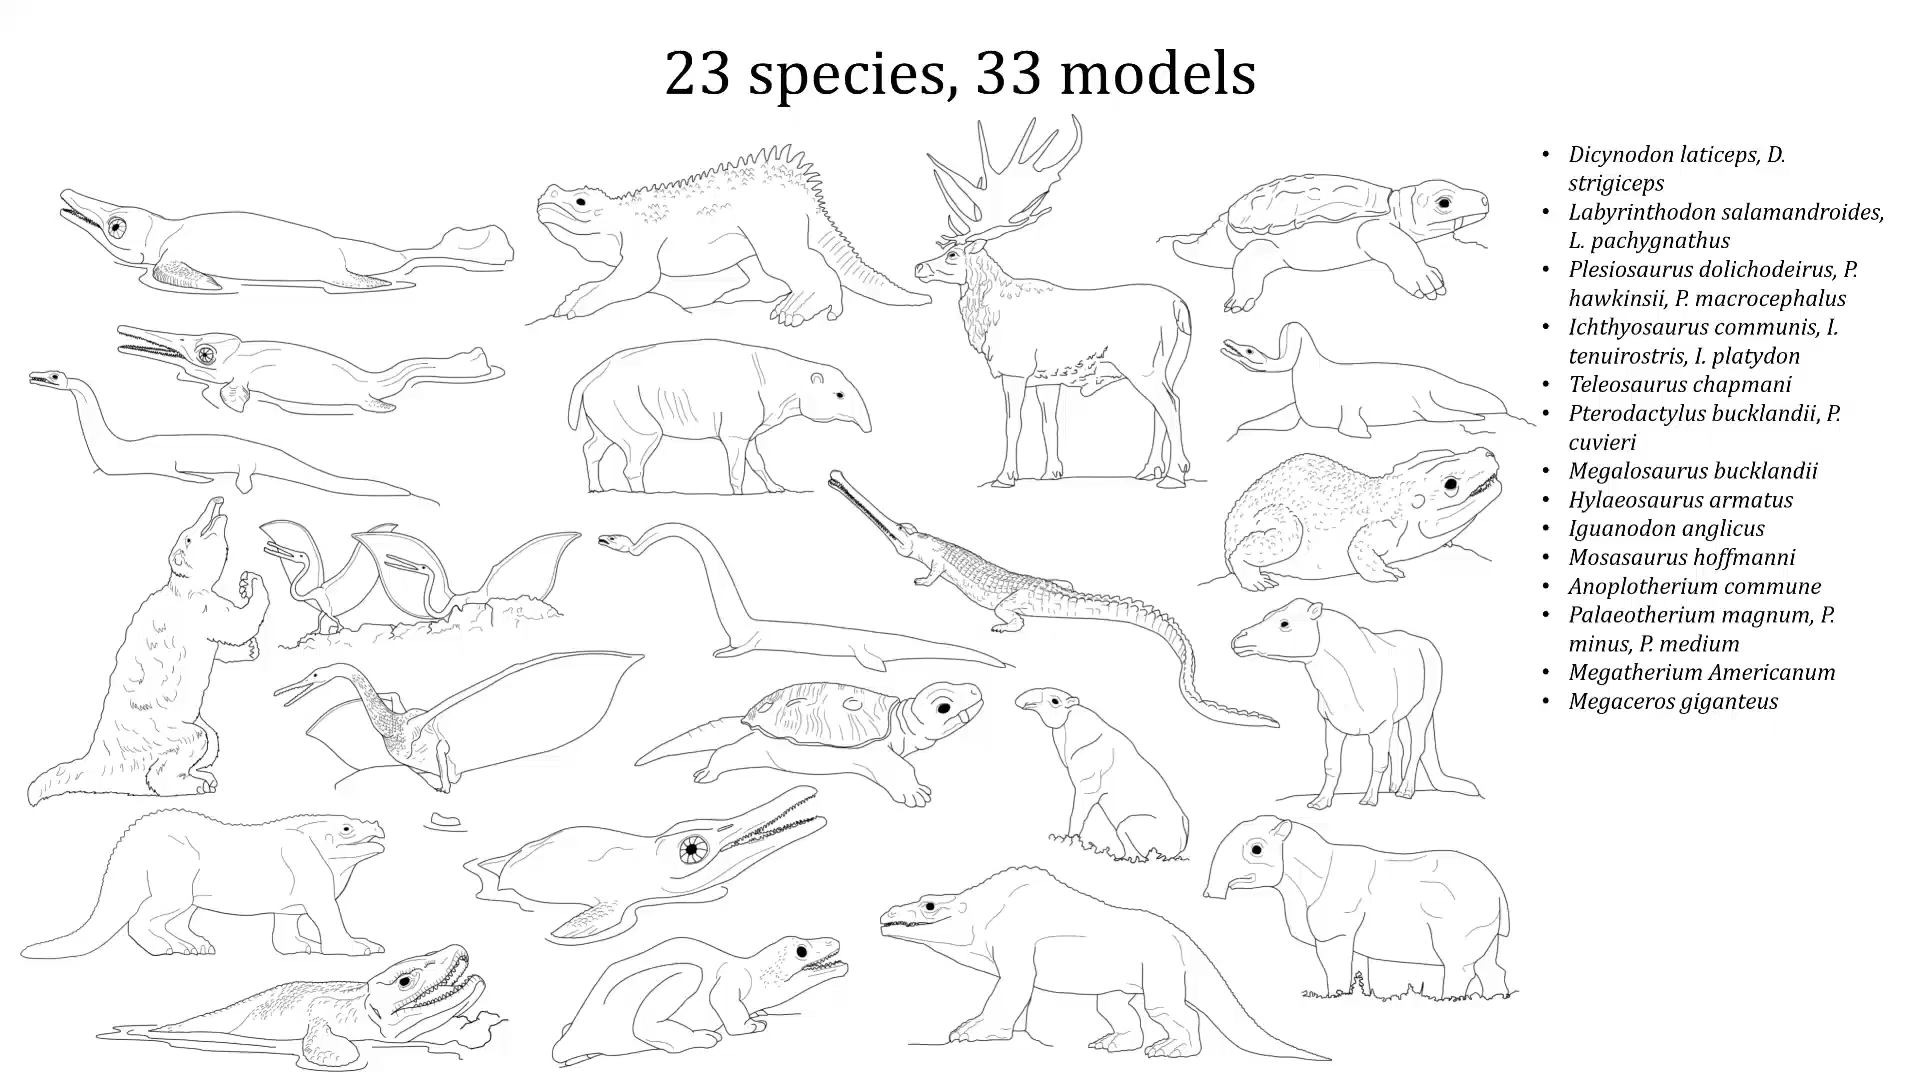 23 species, 33 models
• Dicynodon laticeps, D.
strigiceps
• Labyrinthodon salamandroides,
L. pachygnathus
• Plesiosaurus dolichodeirus, P.
hawkinsii, P. macrocephalus
• Ichthyosaurus communis, I.
tenuirostris, I. platydon
• Teleosaurus chapmani
• Pterodactylus bucklandii, P.
cuvieri
• Megalosaurus bucklandii
• Hylaeosaurus armatus
• Iguanodon anglicus
• Mosasaurus hoffmanni
• Anoplotherium commune
• Palaeotherium magnum, P.
minus, P. medium
• Megatherium Americanum
• Megaceros giganteus